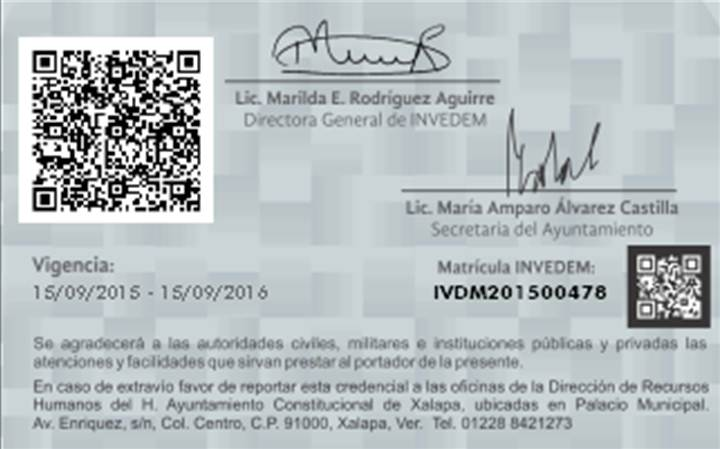 Lic. Marilda E. Rodríguez Aguirre
Directora General de INVEDEM
Lic. María Amparo Álvarez Castilla
Secretaria del Ayuntamiento
Vigencia:
15/09/2015 - 15/09/2016
Matrícula INVEDEM:
IVDM201500478
Se agradecerá a las autoridades civiles, militares e instituciones públicas y privadas las
atenciones y facilidades que sirvan prestar al portador de la presente.
En caso de extravío favor de reportar esta credencial a las oficinas de la Dirección de Recursos
Humanos del H. Ayuntamiento Constitucional de Xalapa, ubicadas en Palacio Municipal.
Av. Enriquez, s/n, Col. Centro, C.P. 91000, Xalapa, Ver. Tel. 01228 8421273